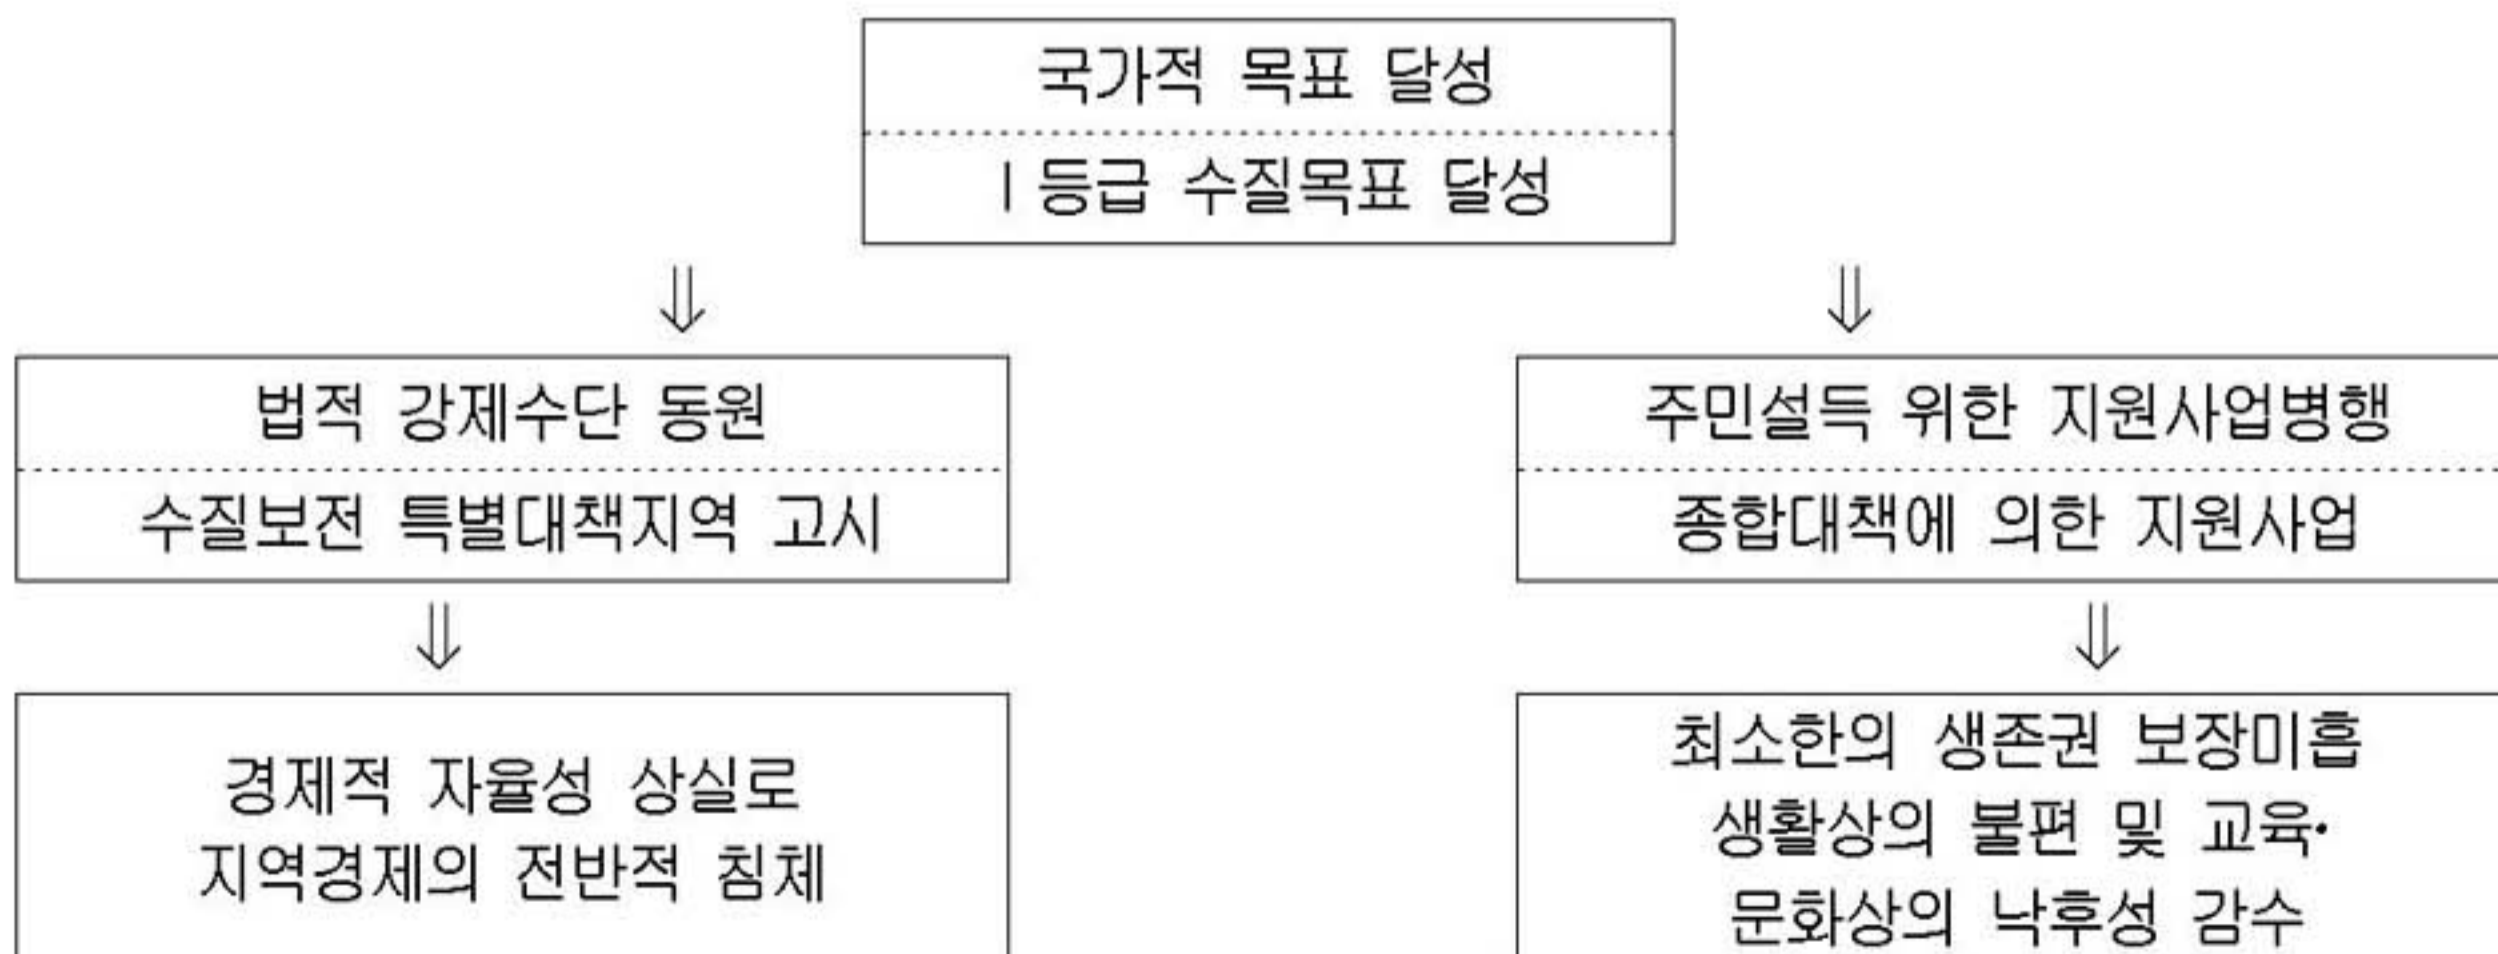 국가적 목표 달성
Ⅰ등급 수질목표 달성
법적 강제수단 동원
수질보전 특별대책지역 고시
주민설득 위한 지원사업병행
종합대책에 의한 지원사업
경제적 자율성 상실로
지역경제의 전반적 침체
최소한의 생존권 보장미흡
생활상의 불편 및 교육·
문화상의 낙후성 감수